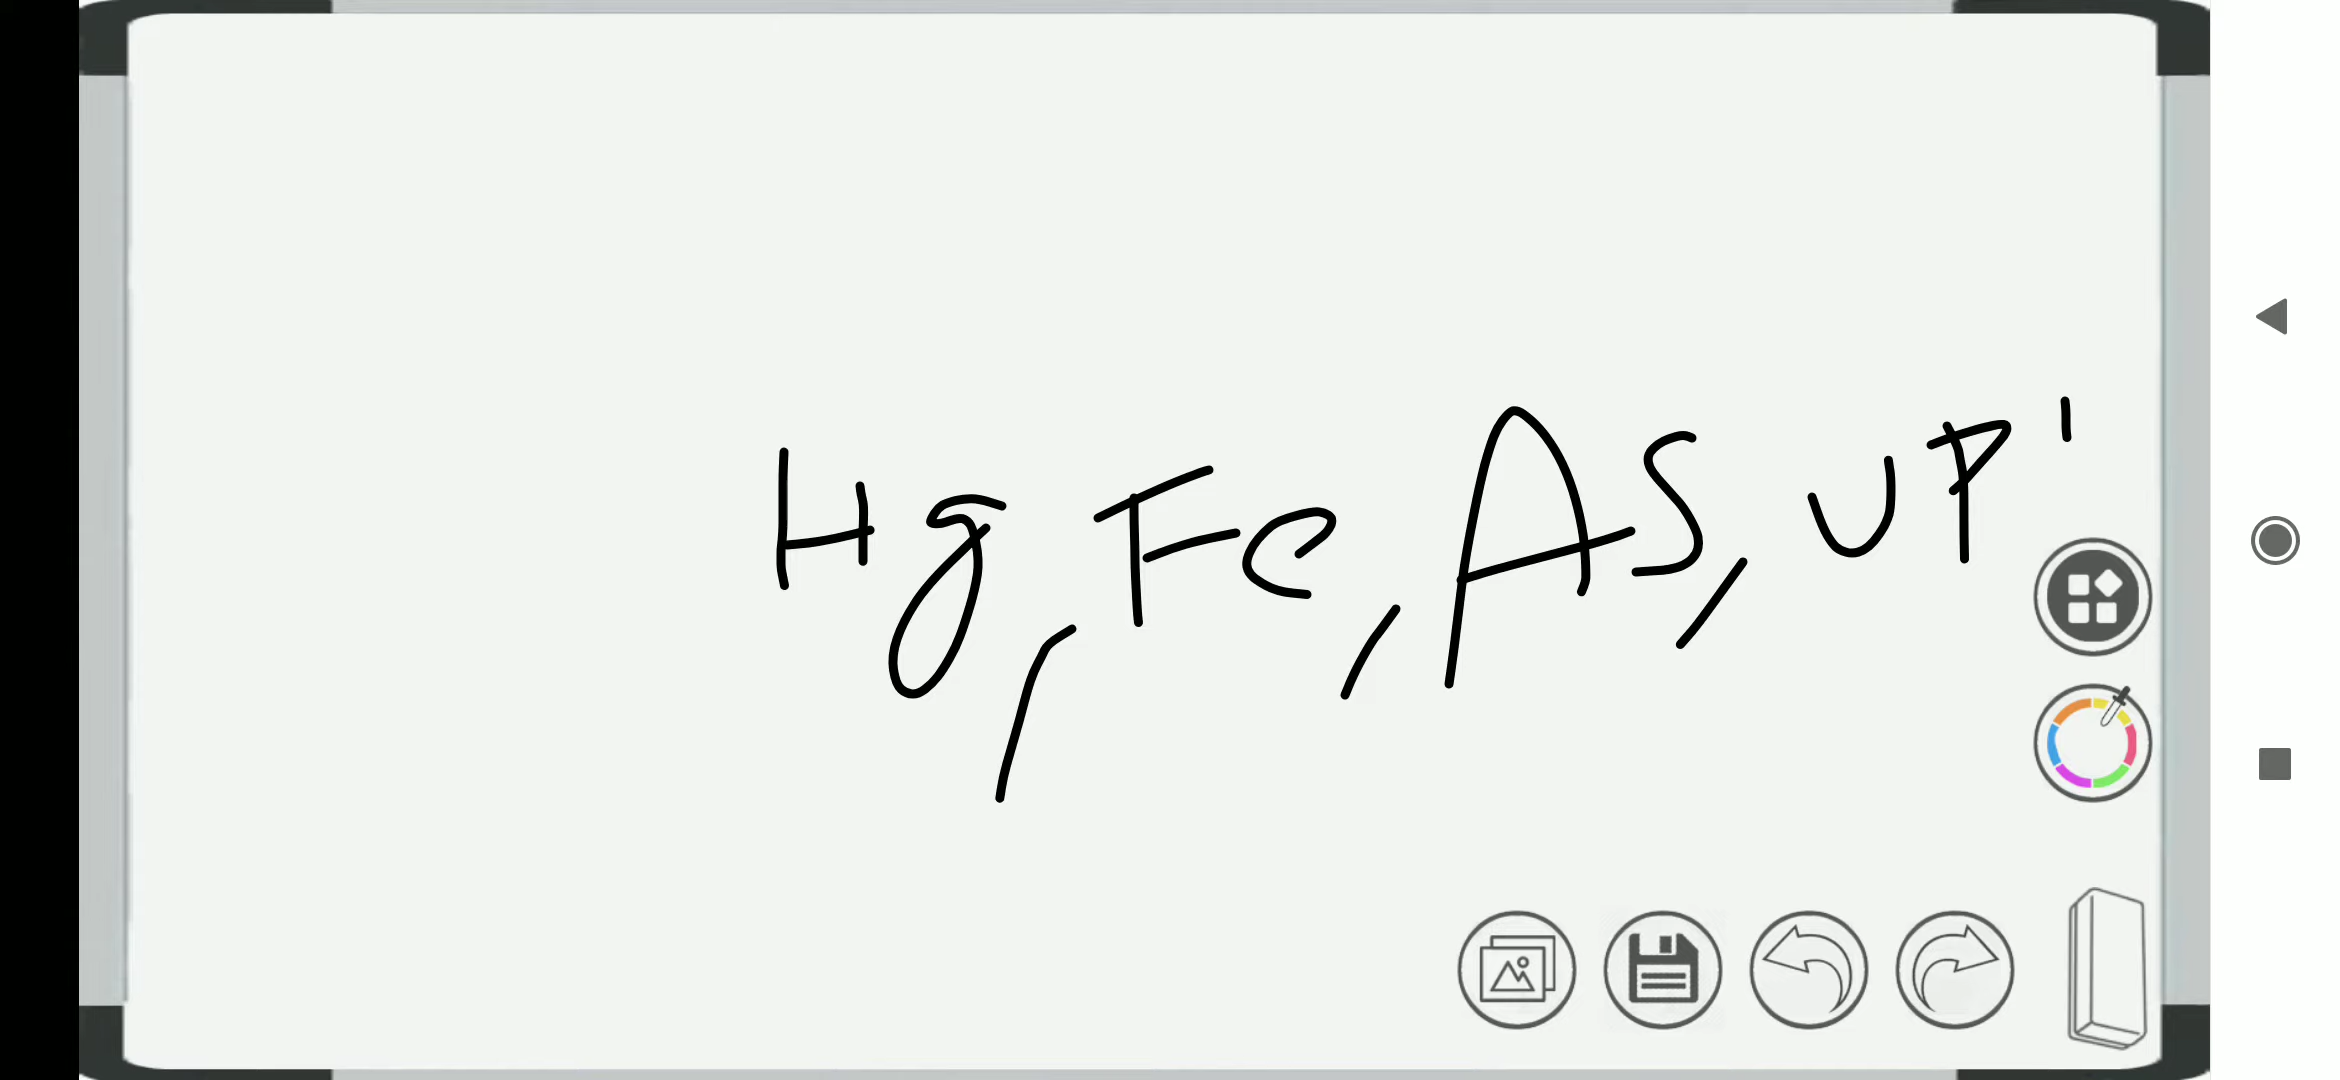 Hg, Fe, As, UP'